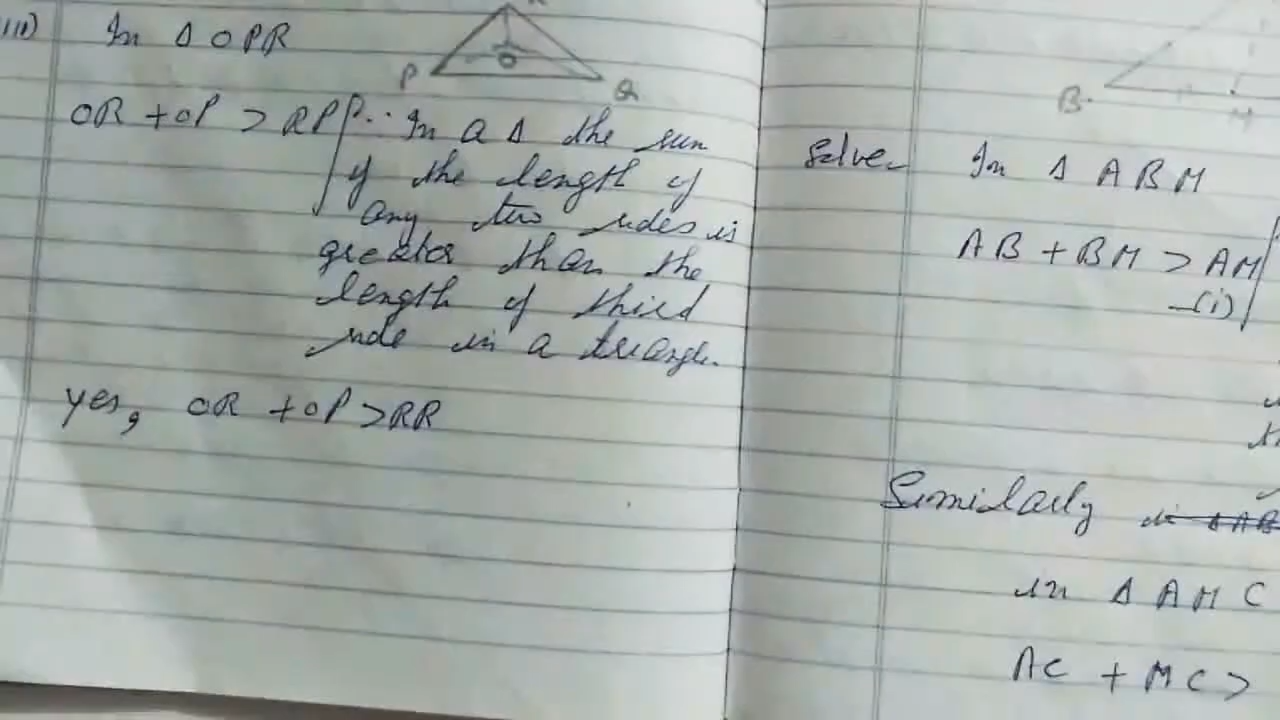 iii) In Δ OPR
P
O
Q
OR + OP > RP ∵ In a Δ the sum
of the length of
any two sides is
greator than the
length of third
side in a triangle.
yes, OR + OP > RR
B
M
Solve
In Δ ABM
AB + BM > AM
-(i)
Similarly
in Δ AMC
AC + MC >